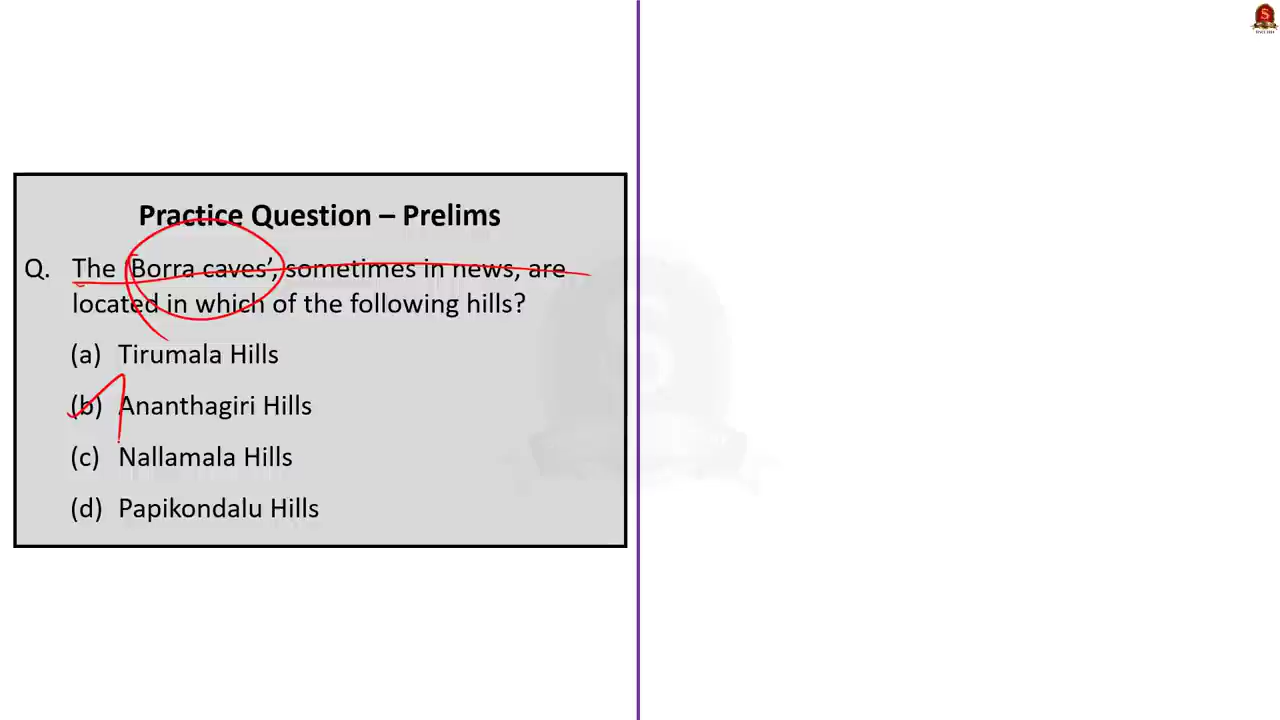 Practice Question – Prelims
Q. The ‘Borra caves’, sometimes in news, are
located in which of the following hills?
(a) Tirumala Hills
(b) Ananthagiri Hills
(c) Nallamala Hills
(d) Papikondalu Hills